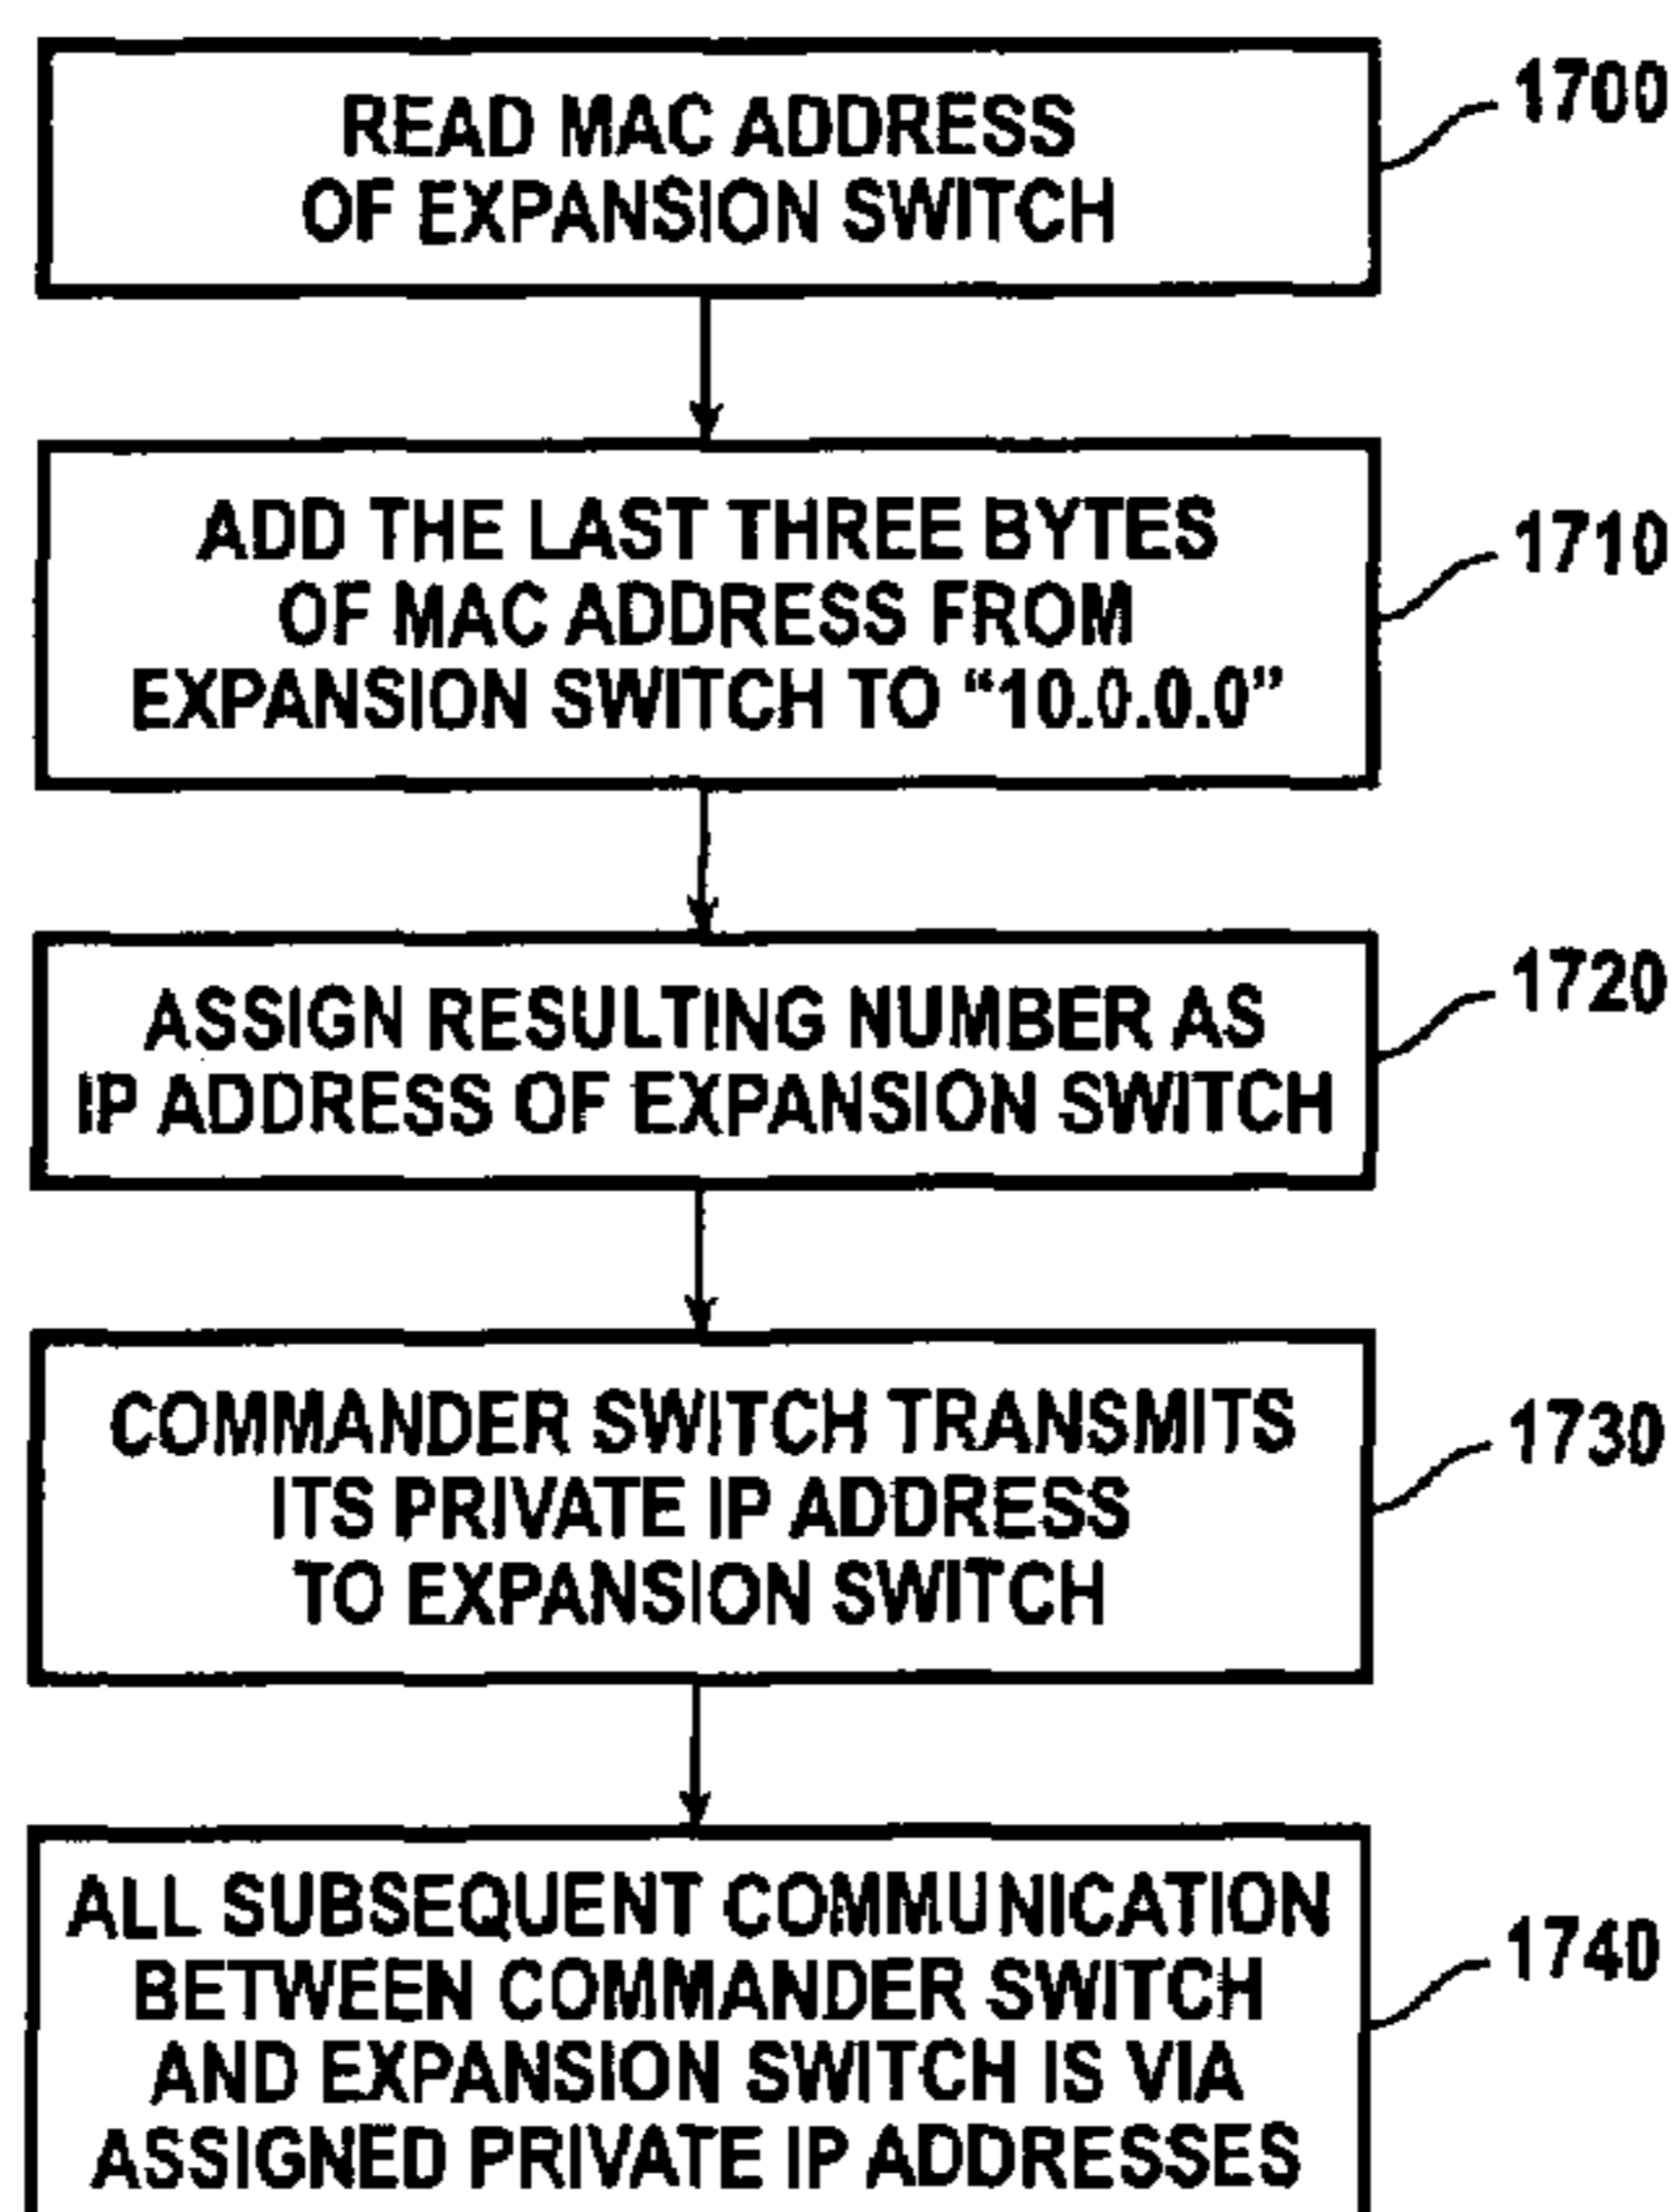 READ MAC ADDRESS
OF EXPANSION SWITCH
1700
ADD THE LAST THREE BYTES
OF MAC ADDRESS FROM
EXPANSION SWITCH TO “10.0.0.0”
1710
ASSIGN RESULTING NUMBER AS
IP ADDRESS OF EXPANSION SWITCH
1720
COMMANDER SWITCH TRANSMITS
ITS PRIVATE IP ADDRESS
TO EXPANSION SWITCH
1730
ALL SUBSEQUENT COMMUNICATION
BETWEEN COMMANDER SWITCH
AND EXPANSION SWITCH IS VIA
ASSIGNED PRIVATE IP ADDRESSES
1740